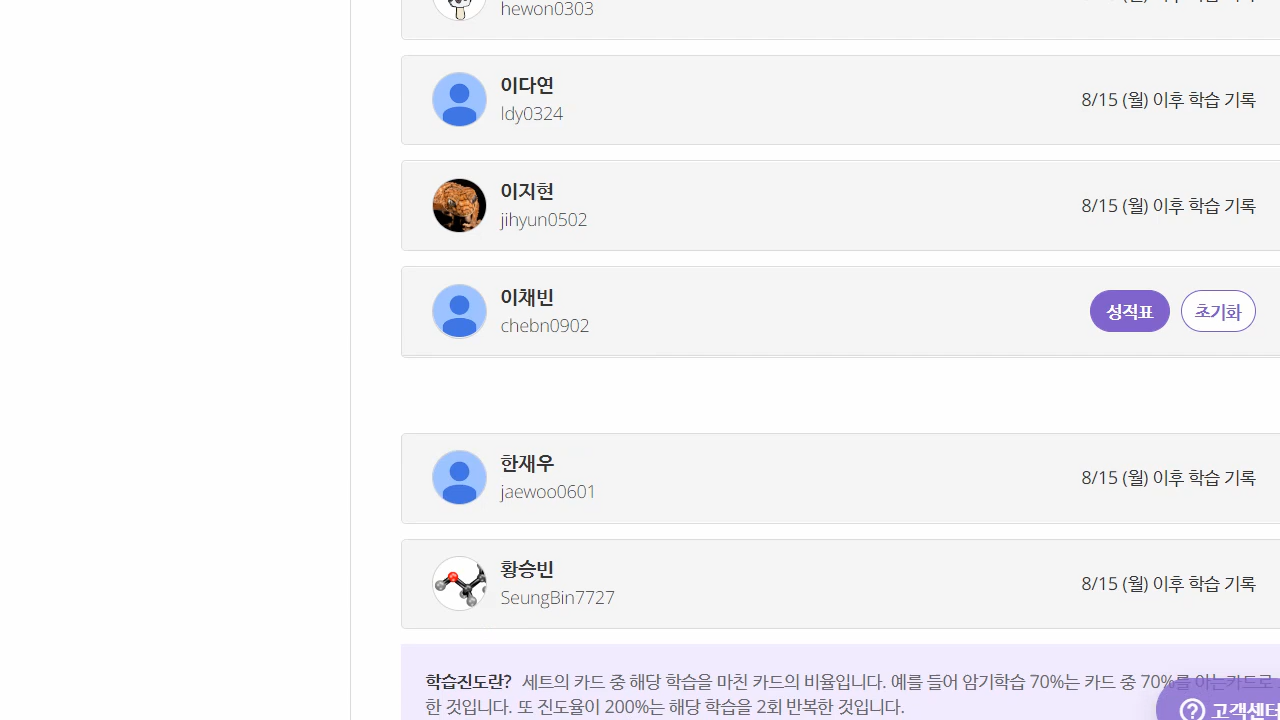 hewon0303
이다연
ldy0324
8/15 (월) 이후 학습 기록
이지현
jihyun0502
8/15 (월) 이후 학습 기록
이채빈
chebn0902
성적표
초기화
한재우
jaewoo0601
8/15 (월) 이후 학습 기록
황승빈
SeungBin7727
8/15 (월) 이후 학습 기록
학습진도란? 세트의 카드 중 해당 학습을 마친 카드의 비율입니다. 예를 들어 암기학습 70%는 카드 중 70%를 아는카드로
한 것입니다. 또 진도율이 200%는 해당 학습을 2회 반복한 것입니다.
고객센터